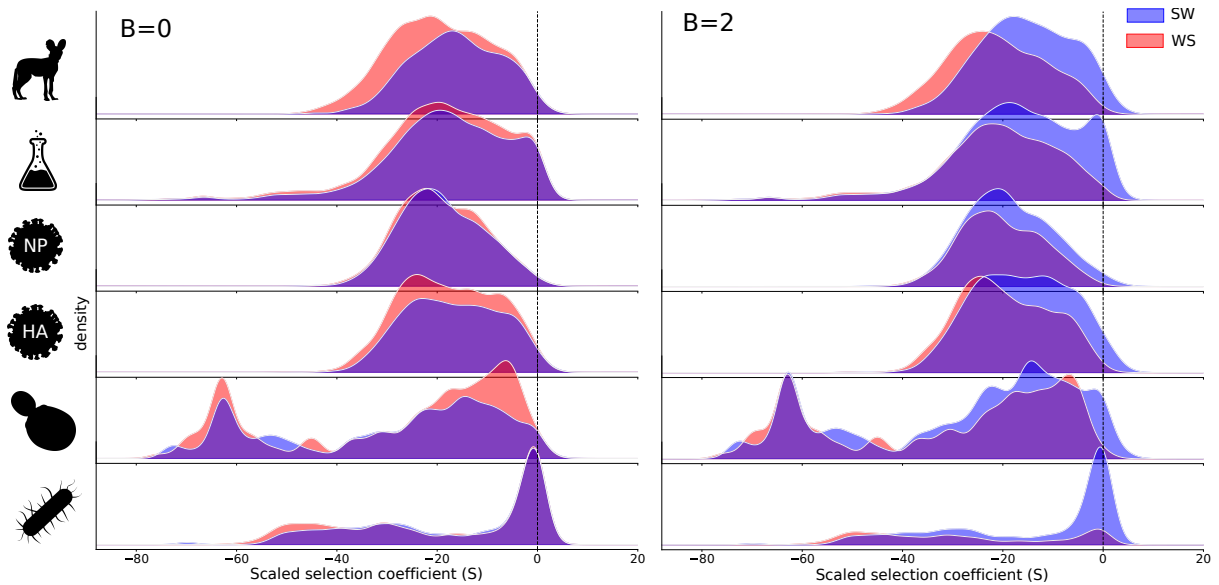 B=0
B=2
SW
WS
NP
HA
density
−80 −60 −40 −20 0 20
−80 −60 −40 −20 0 20
Scaled selection coefficient (S)
Scaled selection coefficient (S)